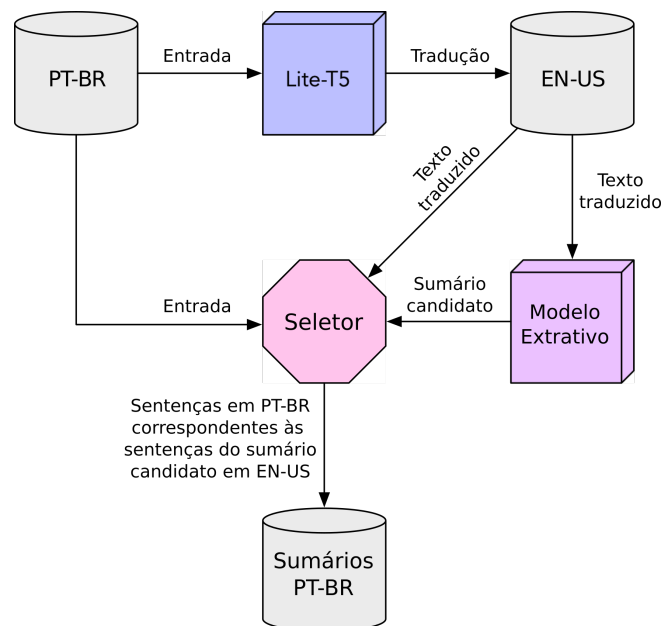 Entrada
Tradução
PT-BR
Lite-T5
EN-US
Texto
traduzido
Texto
traduzido
Entrada
Sumário
candidato
Seletor
Modelo
Extrativo
Sentenças em PT-BR
correspondentes às
sentenças do sumário
candidato em EN-US
Sumários
PT-BR